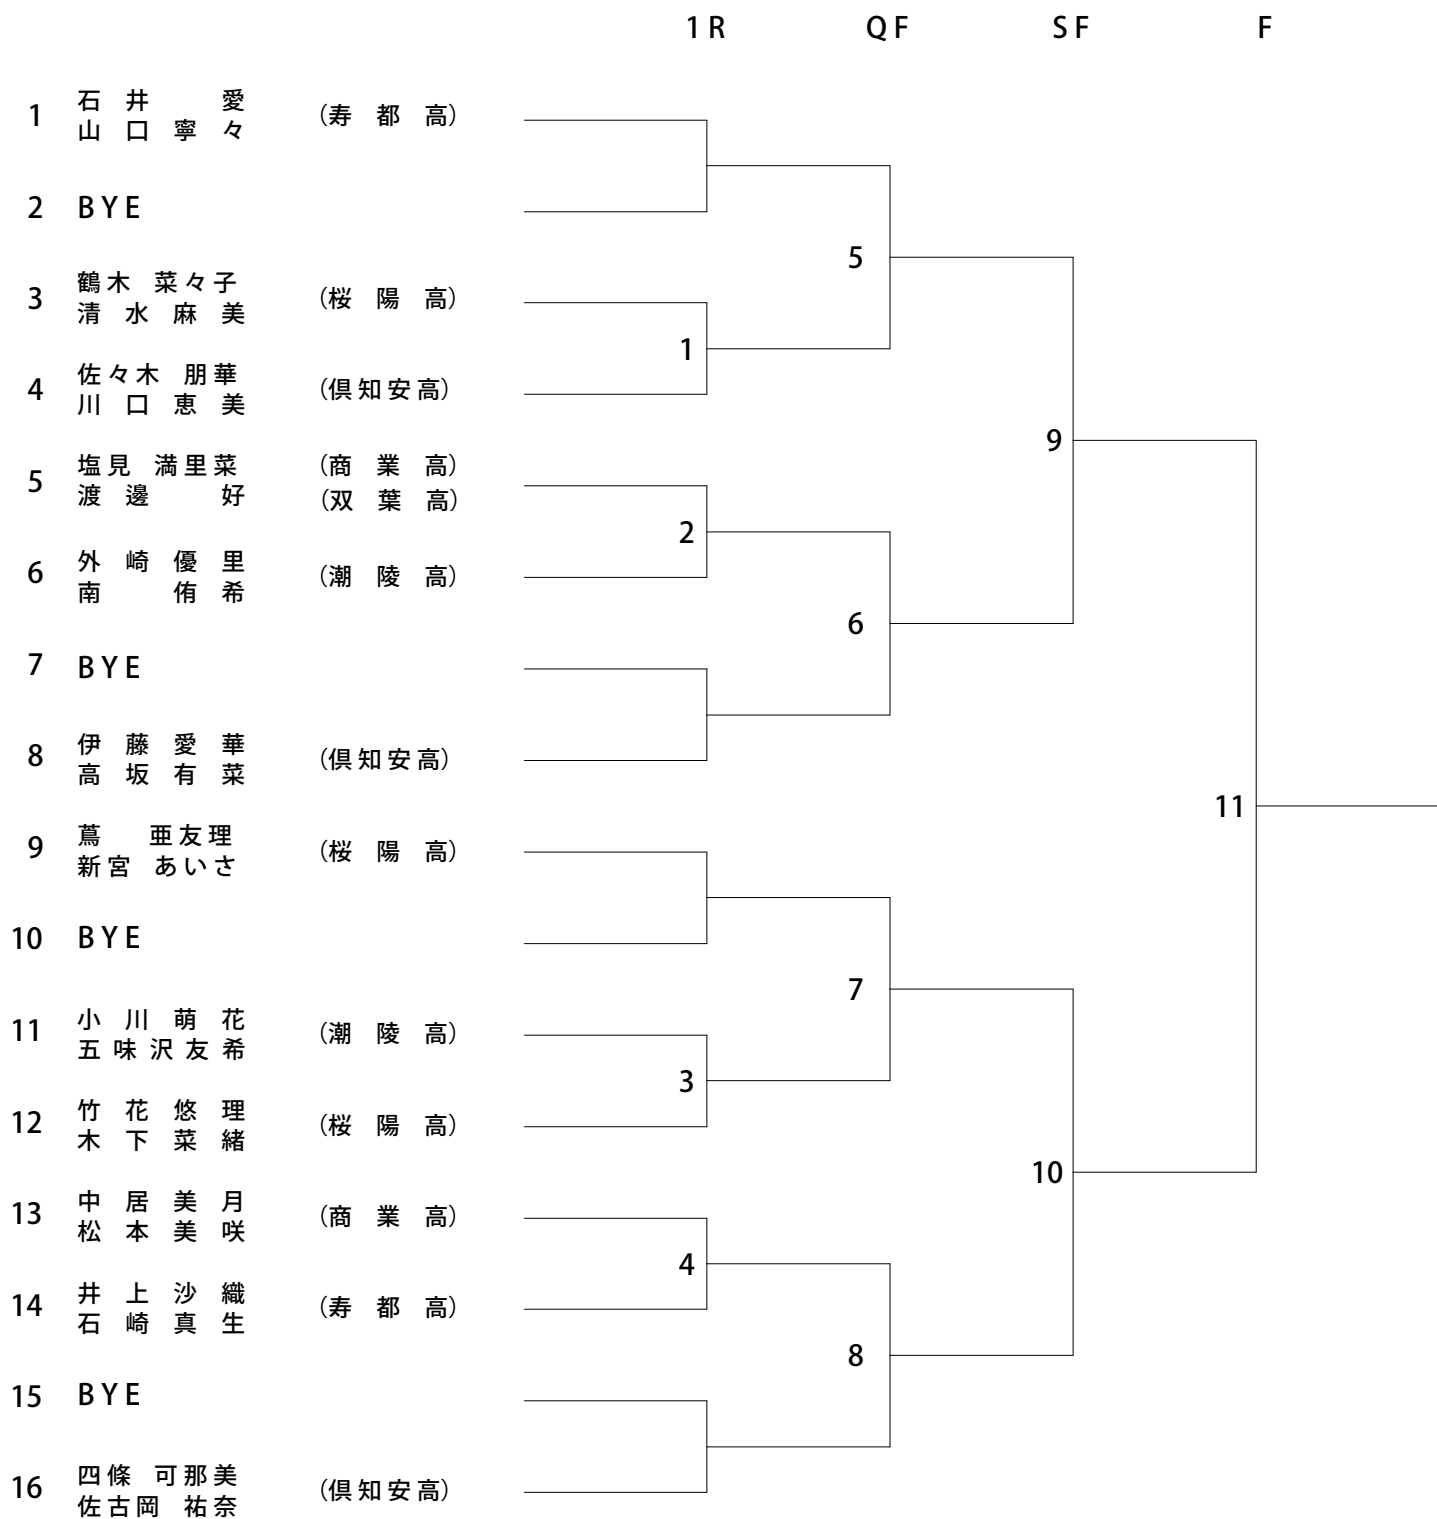 1R QF SF F
1 石井 愛 (寿都高)
山口寧々
2 BYE
5
3 鶴木 菜々子 (桜陽高)
清水麻美
1
4 佐々木 朋華 (倶知安高)
川口恵美
9
5 塩見 満里菜 (商業高)
渡邊 好 (双葉高)
2
6 外崎優里 (潮陵高)
南 侑希
6
7 BYE
8 伊藤愛華 (倶知安高)
高坂有菜
11
9 蔦 亜友理 (桜陽高)
新宮 あいさ
10 BYE
7
11 小川萌花 (潮陵高)
五味沢友希
3
12 竹花悠理 (桜陽高)
木下菜緒
10
13 中居美月 (商業高)
松本美咲
4
14 井上沙織 (寿都高)
石崎真生
8
15 BYE
16 四條 可那美 (倶知安高)
佐古岡 祐奈